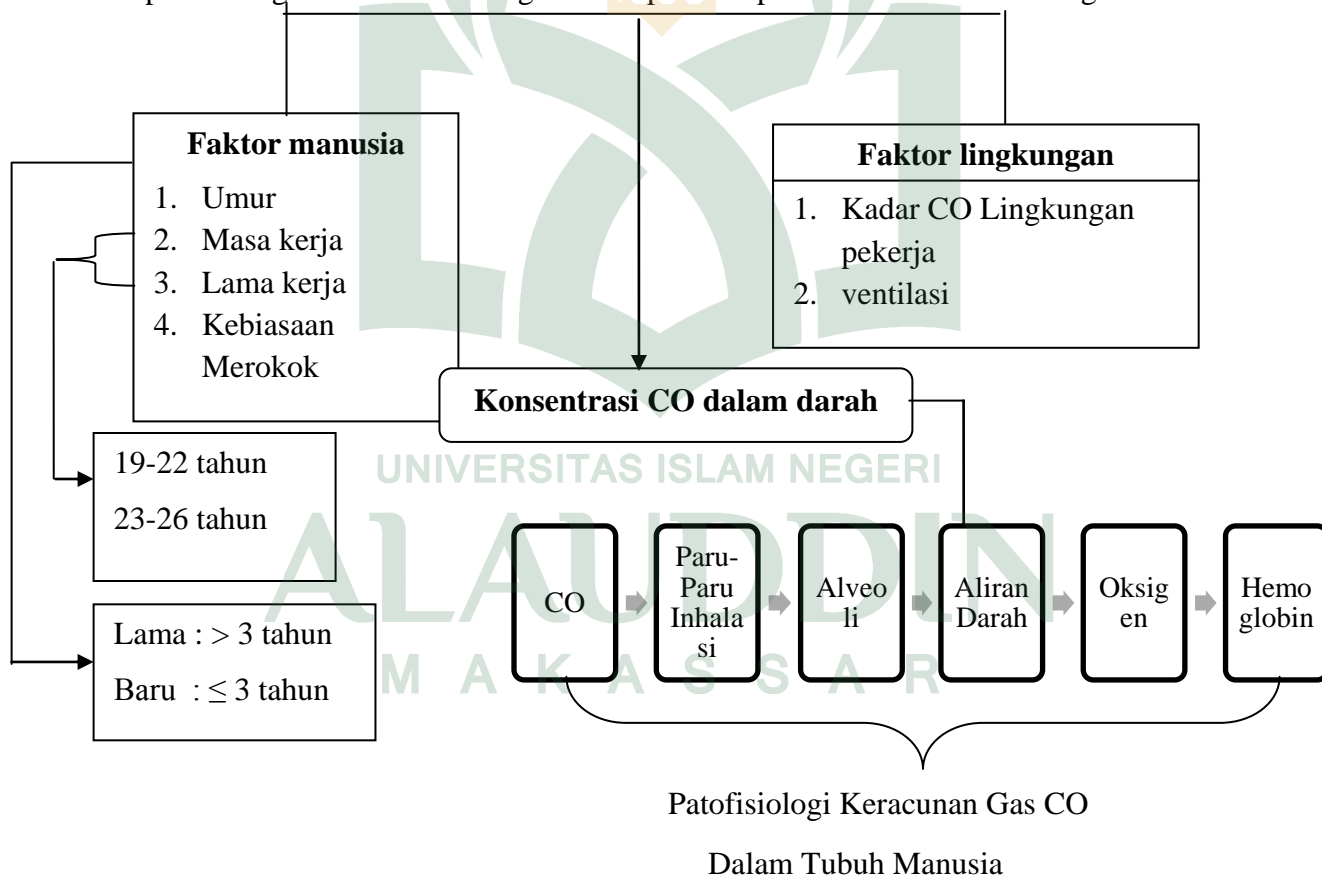 Faktor manusia
1. Umur
2. Masa kerja
3. Lama kerja
4. Kebiasaan
Merokok
Faktor lingkungan
1. Kadar CO Lingkungan
pekerja
2. ventilasi
Konsentrasi CO dalam darah
19-22 tahun
23-26 tahun
Lama : > 3 tahun
Baru : ≤ 3 tahun
UNIVERSITAS ISLAM NEGERI
ALAUDDIN
MAKASSAR
CO
Paru-
Paru
Inhala
si
Alveo
li
Aliran
Darah
Oksig
en
Hemo
globin
Patofisiologi Keracunan Gas CO
Dalam Tubuh Manusia